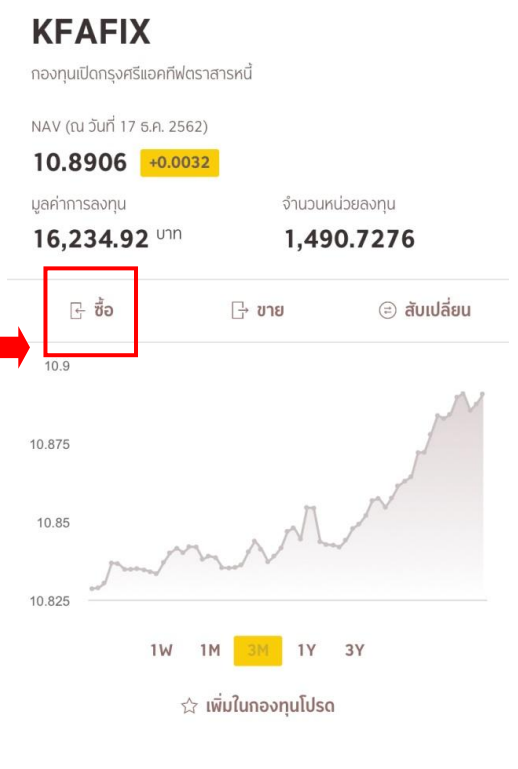 KFAFIX
กองทุนเปิดกรุงศรีแอคทีฟตราสารหนี้
NAV (ณ วันที่ 17 ธ.ค. 2562)
10.8906 +0.0032
มูลค่าการลงทุน จำนวนหน่วยลงทุน
16,234.92 บาท 1,490.7276
ซื้อ ขาย สับเปลี่ยน
10.9
10.875
10.85
10.825
1W 1M 3M 1Y 3Y
เพิ่มในกองทุนโปรด